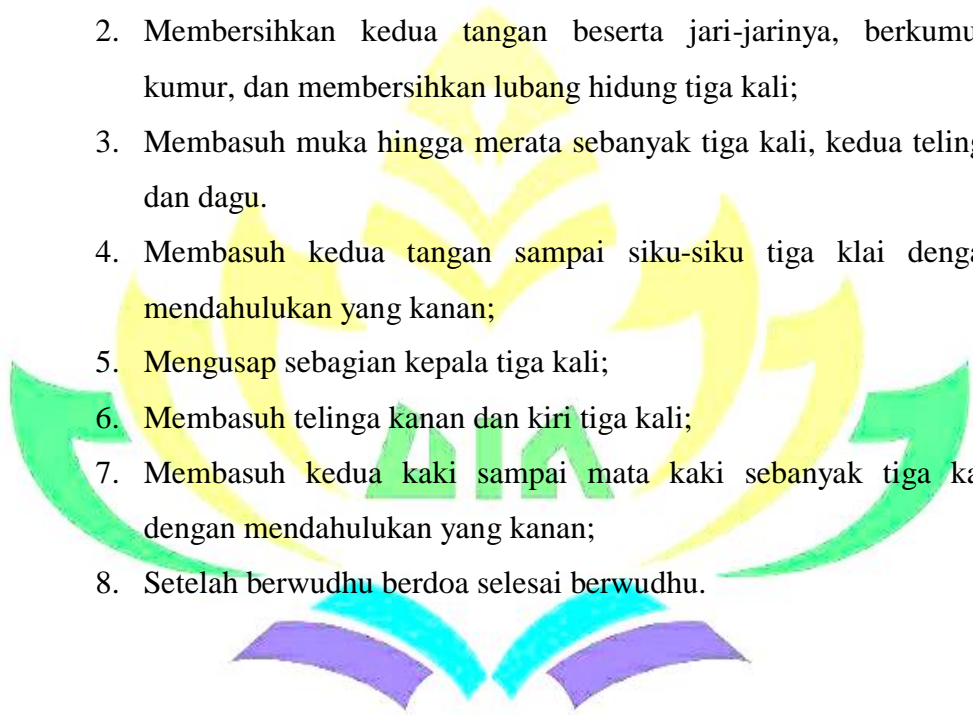 2. Membersihkan kedua tangan beserta jari-jarinya, berkumu
kumur, dan membersihkan lubang hidung tiga kali;
3. Membasuh muka hingga merata sebanyak tiga kali, kedua teling
dan dagu.
4. Membasuh kedua tangan sampai siku-siku tiga klai denga
mendahulukan yang kanan;
5. Mengusap sebagian kepala tiga kali;
6. Membasuh telinga kanan dan kiri tiga kali;
7. Membasuh kedua kaki sampai mata kaki sebanyak tiga ka
dengan mendahulukan yang kanan;
8. Setelah berwudhu berdoa selesai berwudhu.